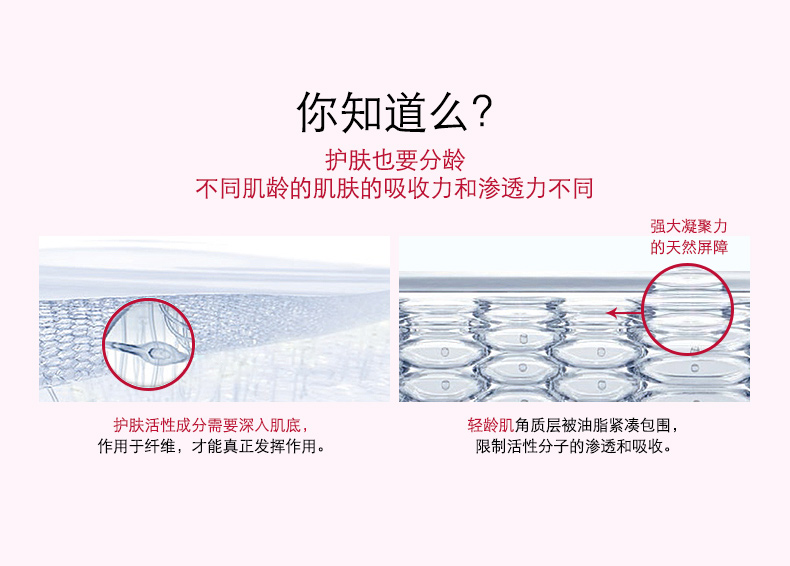 你知道么?
护肤也要分龄
不同肌龄的肌肤的吸收力和渗透力不同
强大凝聚力
的天然屏障
护肤活性成分需要深入肌底，
作用于纤维，才能真正发挥作用。
轻龄肌角质层被油脂紧凑包围，
限制活性分子的渗透和吸收。